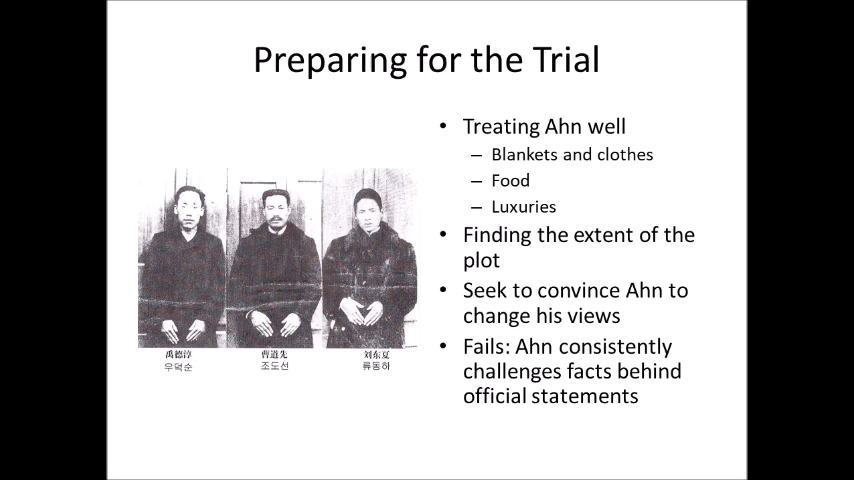 Preparing for the Trial
• Treating Ahn well
– Blankets and clothes
– Food
– Luxuries
• Finding the extent of the
plot
• Seek to convince Ahn to
change his views
• Fails: Ahn consistently
challenges facts behind
official statements
禹德淳 曹道先 刘东夏
우덕순 조도선 류동하